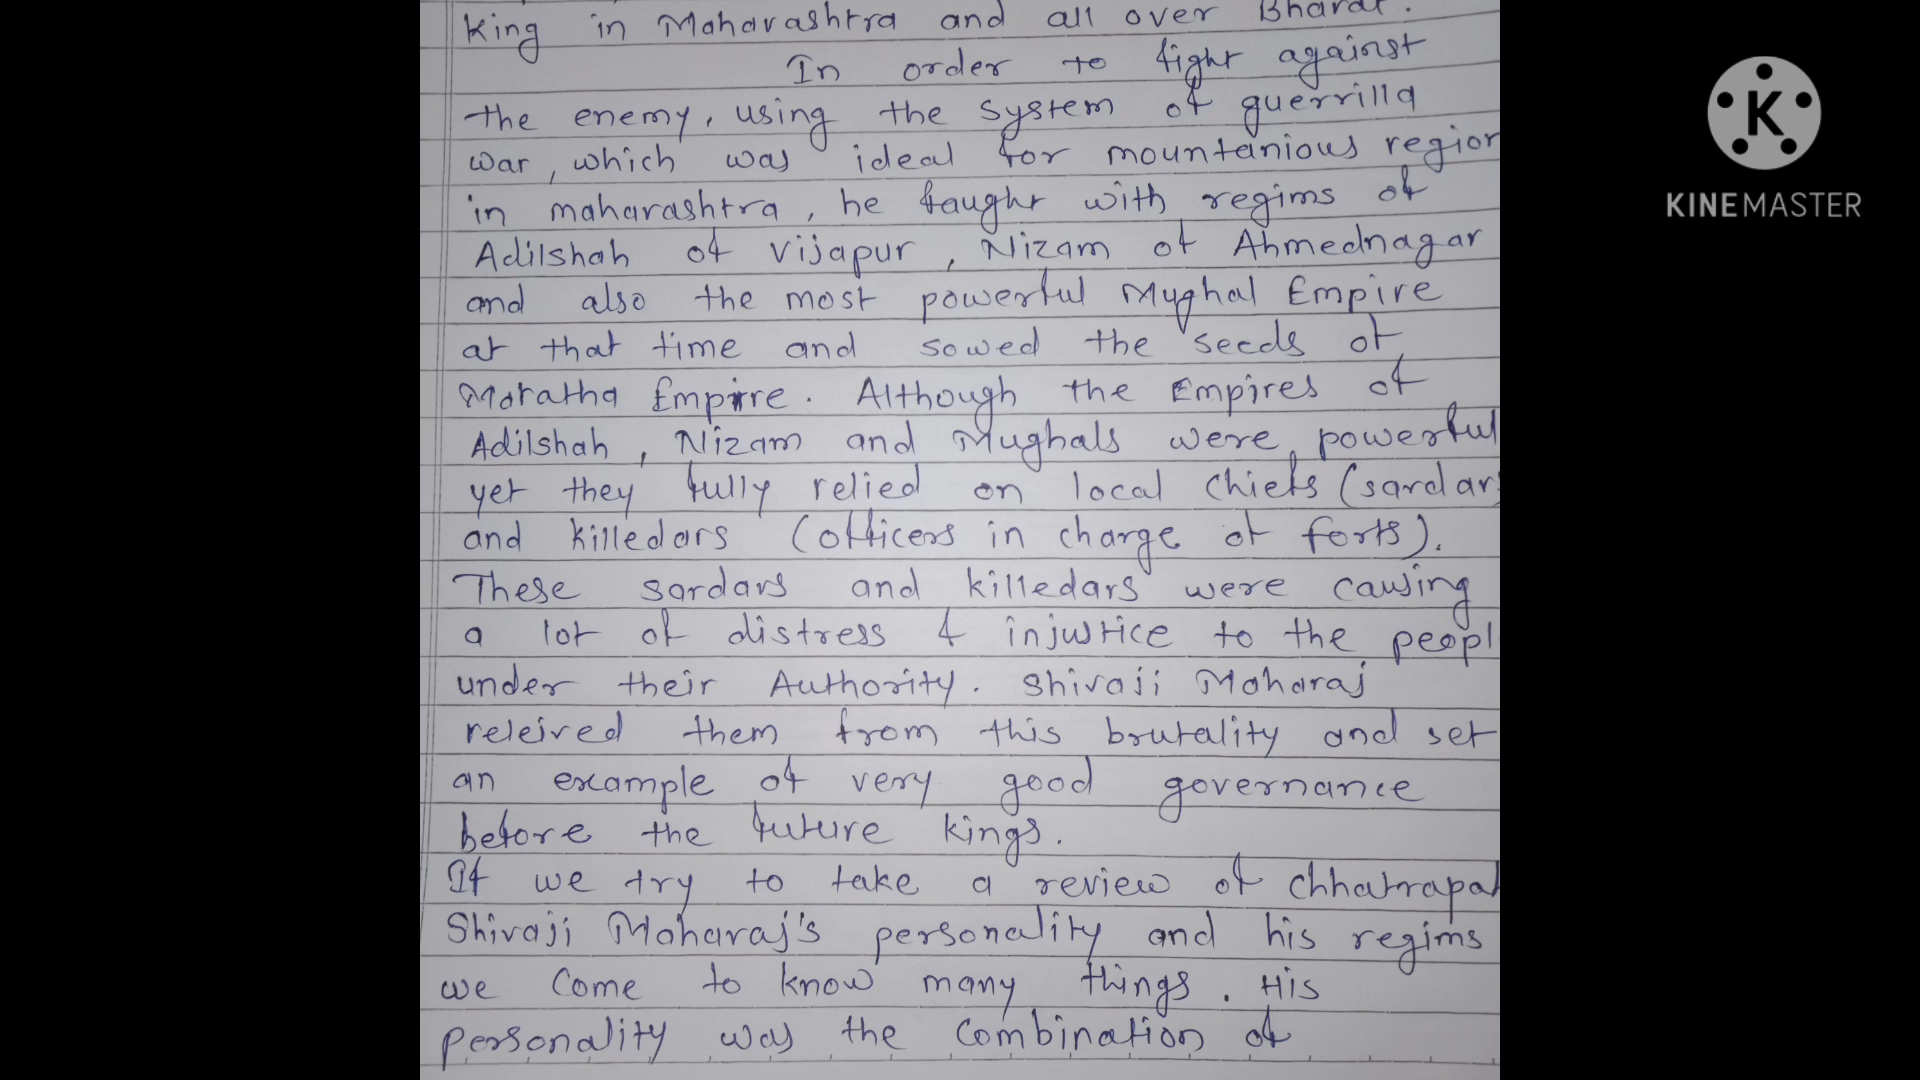 King in Maharashtra and all over Bharat.
In order to fight against
the enemy, using the system of guerrilla
war, which was ideal for mountanious region
in maharashtra, he faught with regims of
Adilshah of Vijapur, Nizam of Ahmednagar
and also the most powerful Mughal Empire
at that time and sowed the seeds of
Maratha Empire. Although the Empires of
Adilshah, Nizam and Mughals were powerful
yet they fully relied on local chiefs (sardars
and killedars (officers in charge of forts).
These sardars and killedars were causing
a lot of distress & injustice to the peopl
under their Authority. Shivaji Maharaj
releived them from this brutality and set
an example of very good governance
before the future kings.
If we try to take a review of chhatrapat
Shivaji Maharaj's personality and his regims
we come to know many things. His
personality was the combination of
K
KINEMASTER